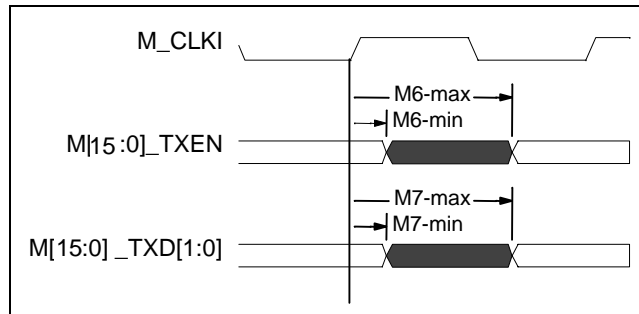 M_CLKI
M6-max
M6-min
M[15:0]_TXEN
M7-max
M7-min
M[15:0] _TXD[1:0]